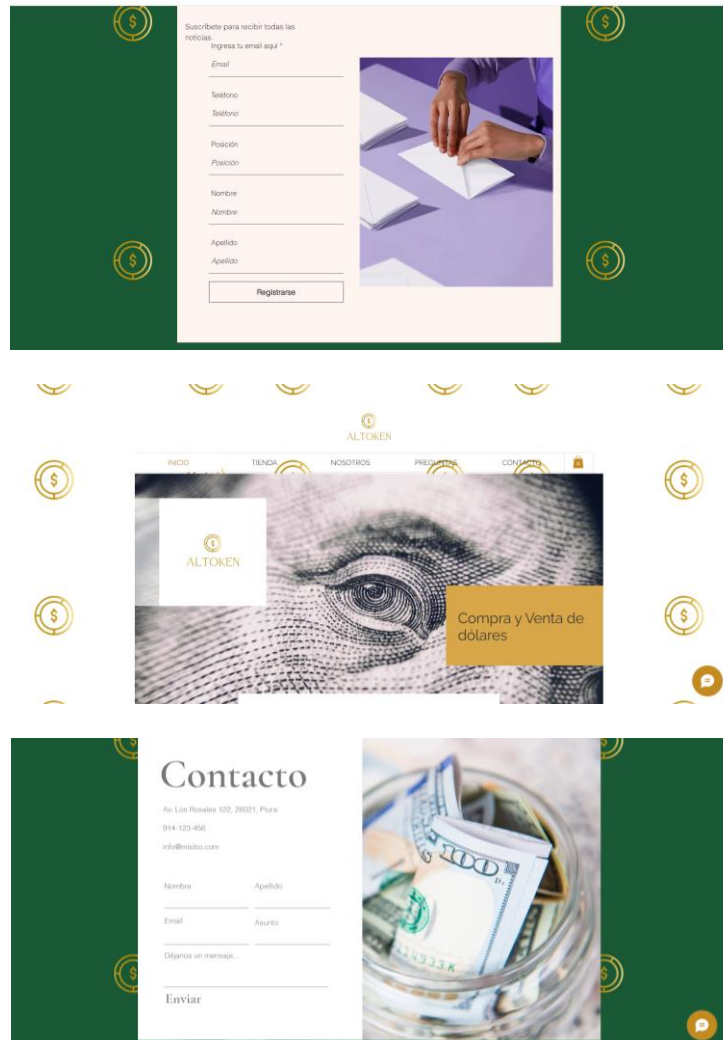 Suscríbete para recibir todas las
noticias.
Ingresa tu email aquí *
Email
Teléfono
Teléfono
Posición
Posición
Nombre
Nombre
Apellido
Apellido
Registrarse
ALTOKEN
INICIO TIENDA NOSOTROS PREGUNTAS CONTACTO
ALTOKEN
Compra y Venta de
dólares
Contacto
Av. Los Rosales 122, 28021, Piura
914-123-456
info@misitio.com
Nombre Apellido
Email Asunto
Déjanos un mensaje...
Enviar
100